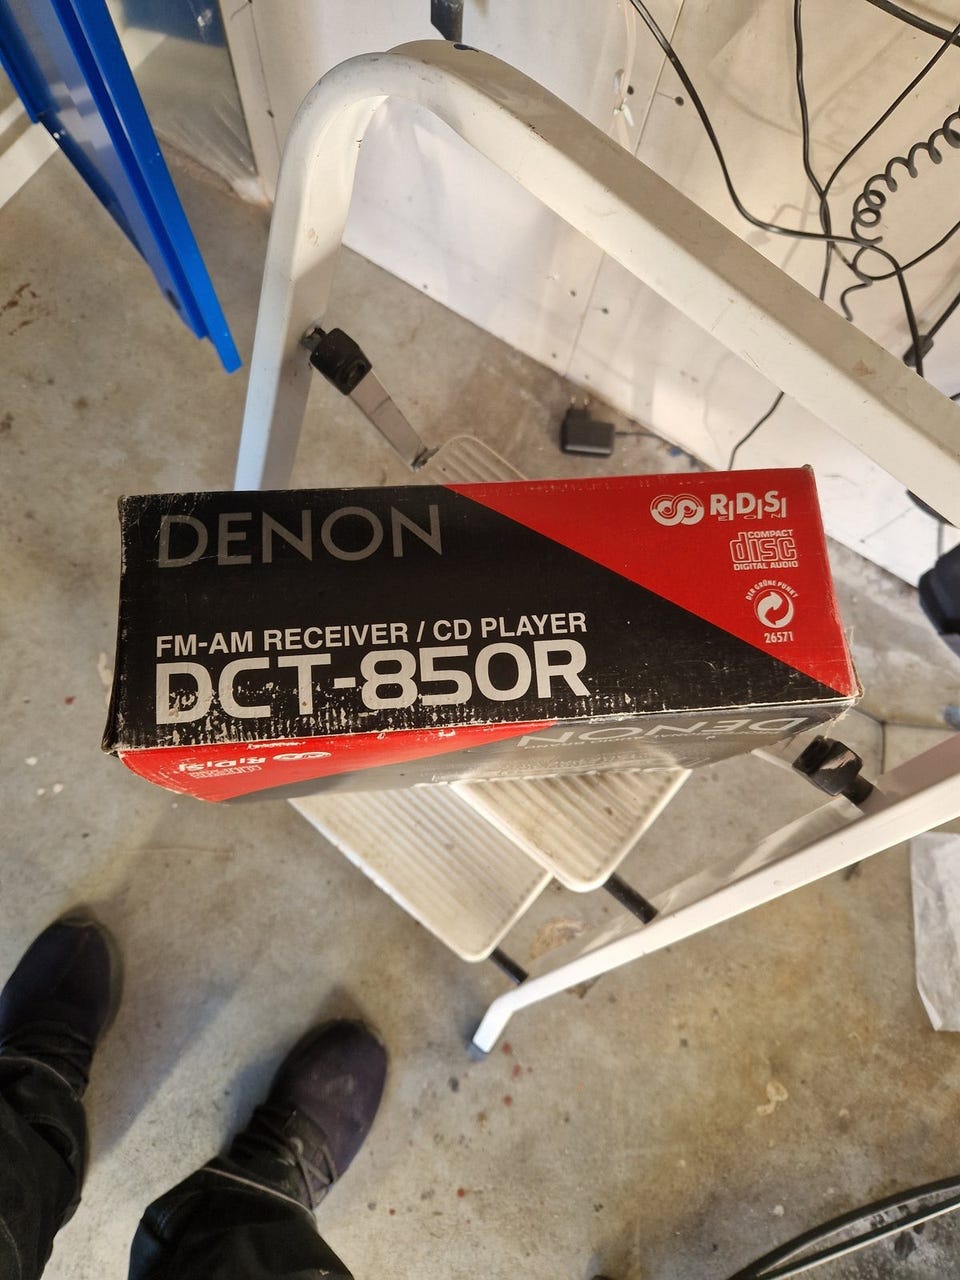 DENON
RDS
EON
COMPACT
disc
DIGITAL AUDIO
DER GRÜNE PUNKT
26571
FM-AM RECEIVER / CD PLAYER
DCT-850R
DENON
RDS